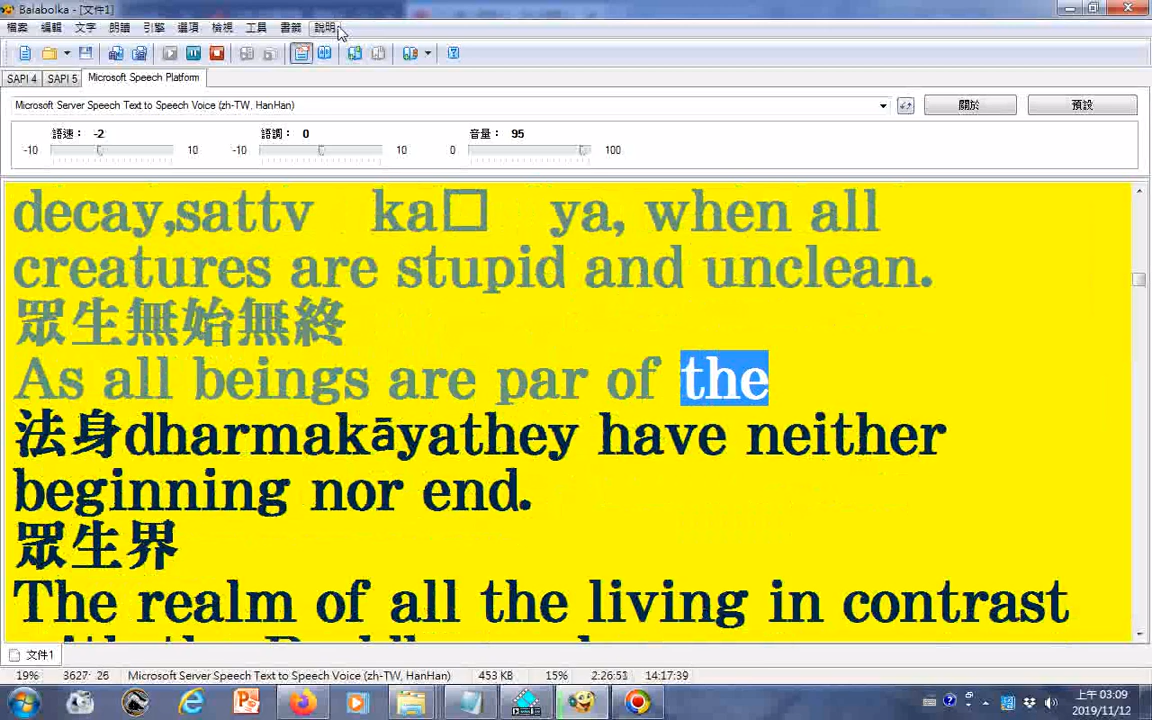 Balabolka - [文件1]
檔案 編輯 文字 朗讀 引擎 選項 檢視 工具 書籤 說明
SAPI 4 SAPI 5 Microsoft Speech Platform
Microsoft Server Speech Text to Speech Voice (zh-TW, HanHan) 關於 預設
語速： -2 語調： 0 音量： 95
-10 10 -10 10 0 100
decay,sattv ka□ ya, when all
creatures are stupid and unclean.
眾生無始無終
As all beings are par of the
法身dharmakāyathey have neither
beginning nor end.
眾生界
The realm of all the living in contrast
文件1
19% 3627: 26 Microsoft Server Speech Text to Speech Voice (zh-TW, HanHan) 453 KB 15% 2:26:51 14:17:39
上午 03:09
2019/11/12